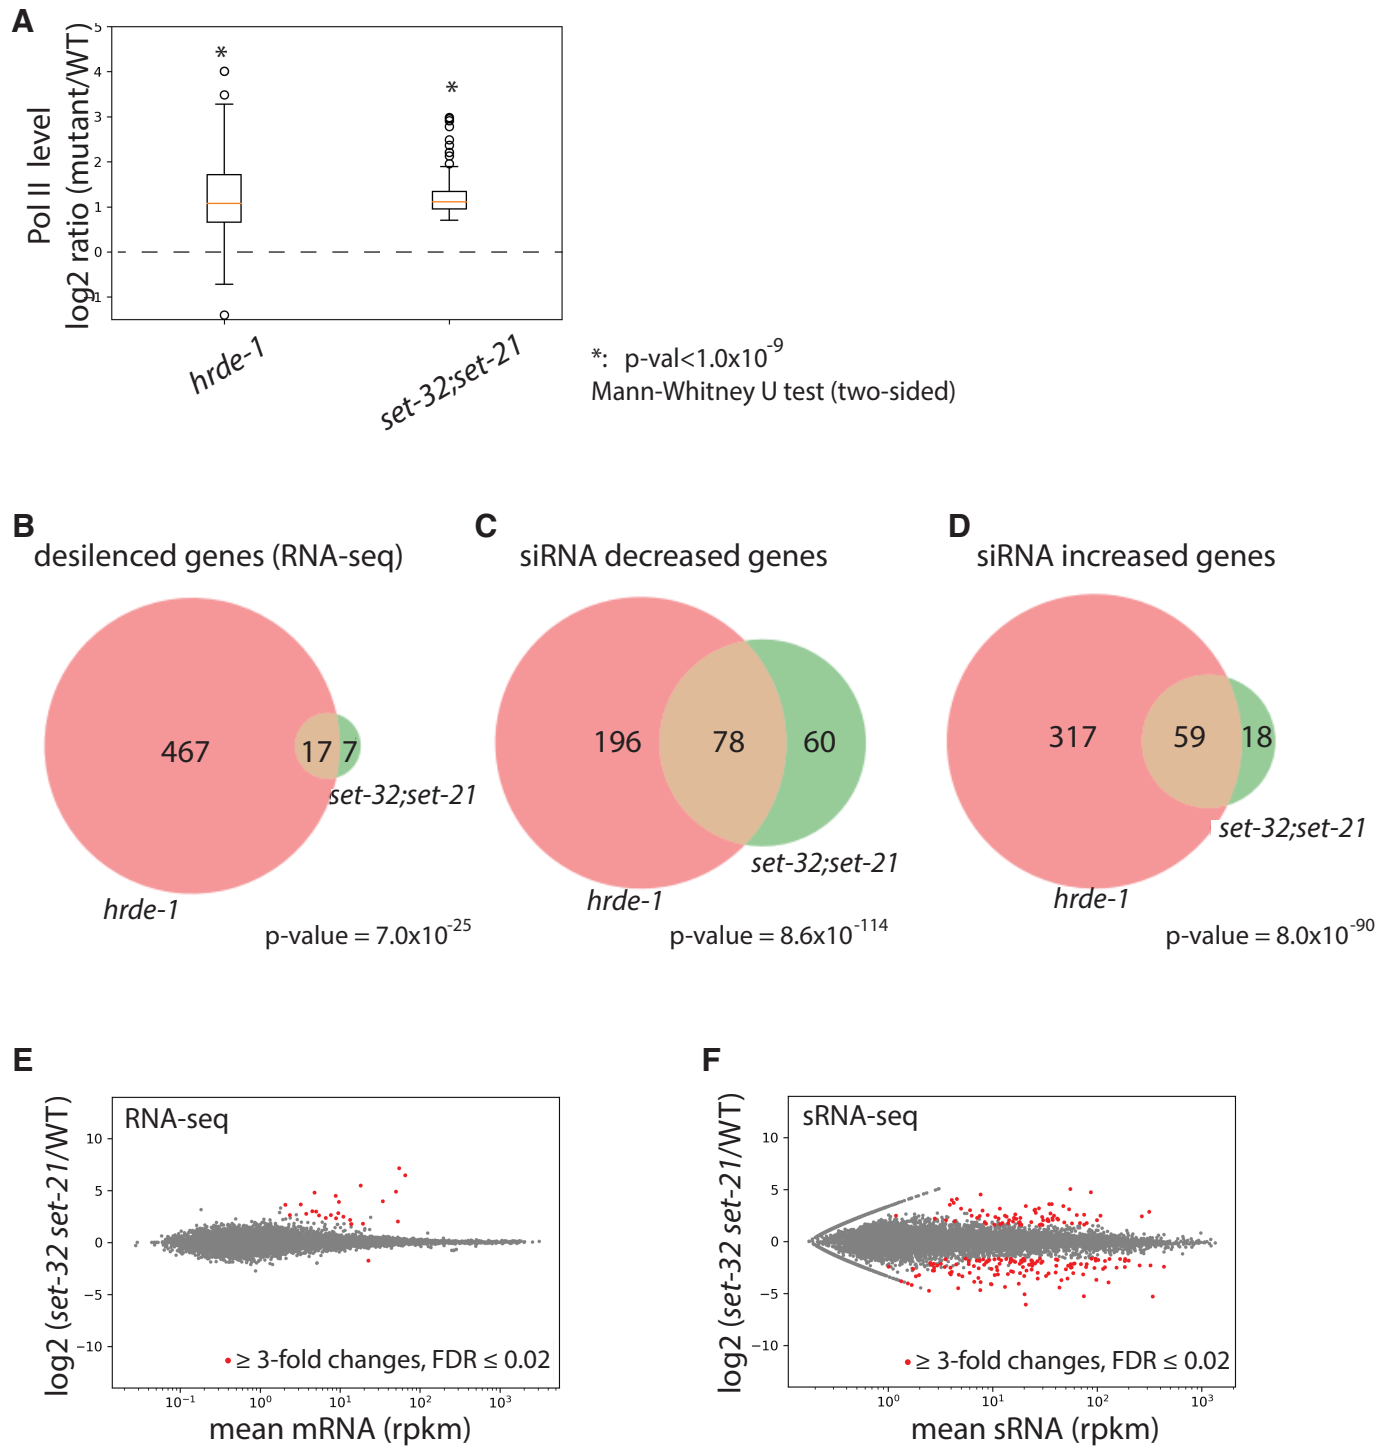 A
Pol II level
log2 ratio (mutant/WT)
5
4
3
2
1
0
−1
*
*
hrde-1
set-32;set-21
*: p-val<1.0x10-9
Mann-Whitney U test (two-sided)
B
desilenced genes (RNA-seq)
467
17
7
set-32;set-21
hrde-1
p-value = 7.0x10-25
C
siRNA decreased genes
196
78
60
set-32;set-21
hrde-1
p-value = 8.6x10-114
D
siRNA increased genes
317
59
18
set-32;set-21
hrde-1
p-value = 8.0x10-90
E
log2 (set-32 set-21/WT)
RNA-seq
10
5
0
−5
−10
≥ 3-fold changes, FDR ≤ 0.02
10−1 100 101 102 103
mean mRNA (rpkm)
F
log2 (set-32 set-21/WT)
sRNA-seq
10
5
0
−5
−10
≥ 3-fold changes, FDR ≤ 0.02
100 101 102 103
mean sRNA (rpkm)